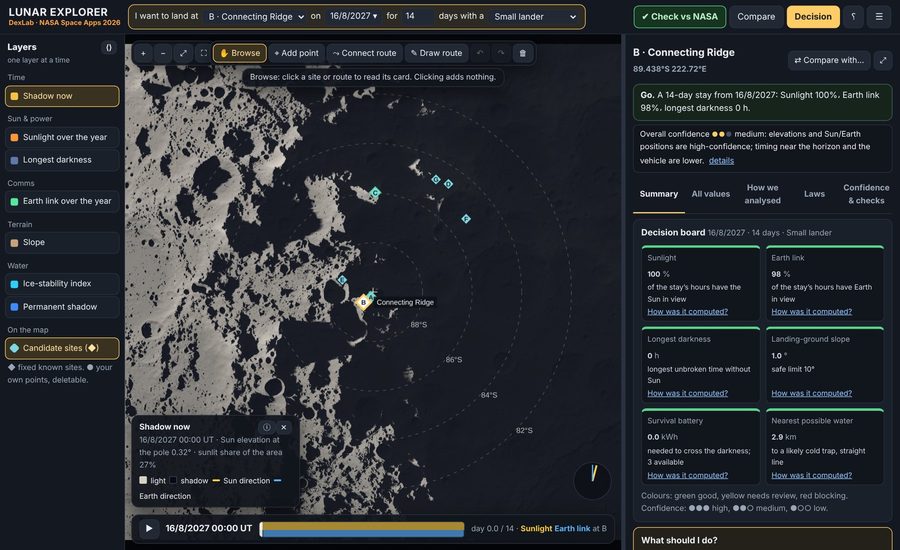 LUNAR EXPLORER
DexLab · NASA Space Apps 2026
I want to land at B · Connecting Ridge on 16/8/2027 for 14 days with a Small lander
✔ Check vs NASA
Compare
Decision
Layers
one layer at a time
Time
Shadow now
Sun & power
Sunlight over the year
Longest darkness
Comms
Earth link over the year
Terrain
Slope
Water
Ice-stability index
Permanent shadow
On the map
Candidate sites (◆)
◆ fixed known sites. ● your
own points, deletable.
Browse
+ Add point
Connect route
Draw route
Browse: click a site or route to read its card. Clicking adds nothing.
C
G
D
F
E
B
Connecting Ridge
88°S
86°S
84°S
82°S
Shadow now
16/8/2027 00:00 UT · Sun elevation at
the pole 0.32° · sunlit share of the area
27%
light shadow Sun direction
Earth direction
16/8/2027 00:00 UT
day 0.0 / 14 · Sunlight Earth link at B
B · Connecting Ridge
89.438°S 222.72°E
⇄ Compare with...
Go. A 14-day stay from 16/8/2027: Sunlight 100%, Earth link
98%, longest darkness 0 h.
Overall confidence ●●● medium: elevations and Sun/Earth
positions are high-confidence; timing near the horizon and the
vehicle are lower. details
Summary
All values
How we
analysed
Laws
Confidence
& checks
Decision board 16/8/2027 · 14 days · Small lander
Sunlight
100 %
of the stay's hours have the
Sun in view
How was it computed?
Earth link
98 %
of the stay's hours have Earth
in view
How was it computed?
Longest darkness
0 h
longest unbroken time without
Sun
How was it computed?
Landing-ground slope
1.0 °
safe limit 10°
How was it computed?
Survival battery
0.0 kWh
needed to cross the darkness;
3 available
How was it computed?
Nearest possible water
2.9 km
to a likely cold trap, straight
line
How was it computed?
Colours: green good, yellow needs review, red blocking.
Confidence: ●●● high, ●●○ medium, ●○○ low.
What should I do?